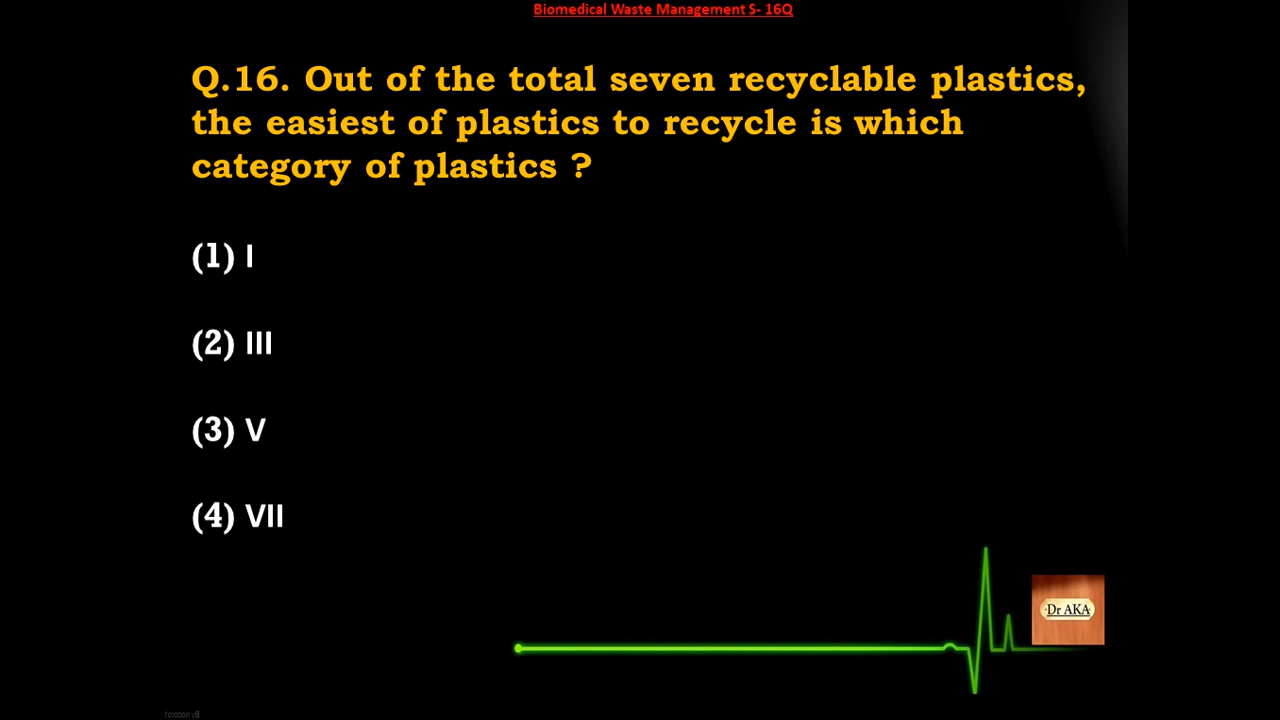 Biomedical Waste Management S- 16Q
Q.16. Out of the total seven recyclable plastics,
the easiest of plastics to recycle is which
category of plastics ?
(1) I
(2) III
(3) V
(4) VII
Dr AKA